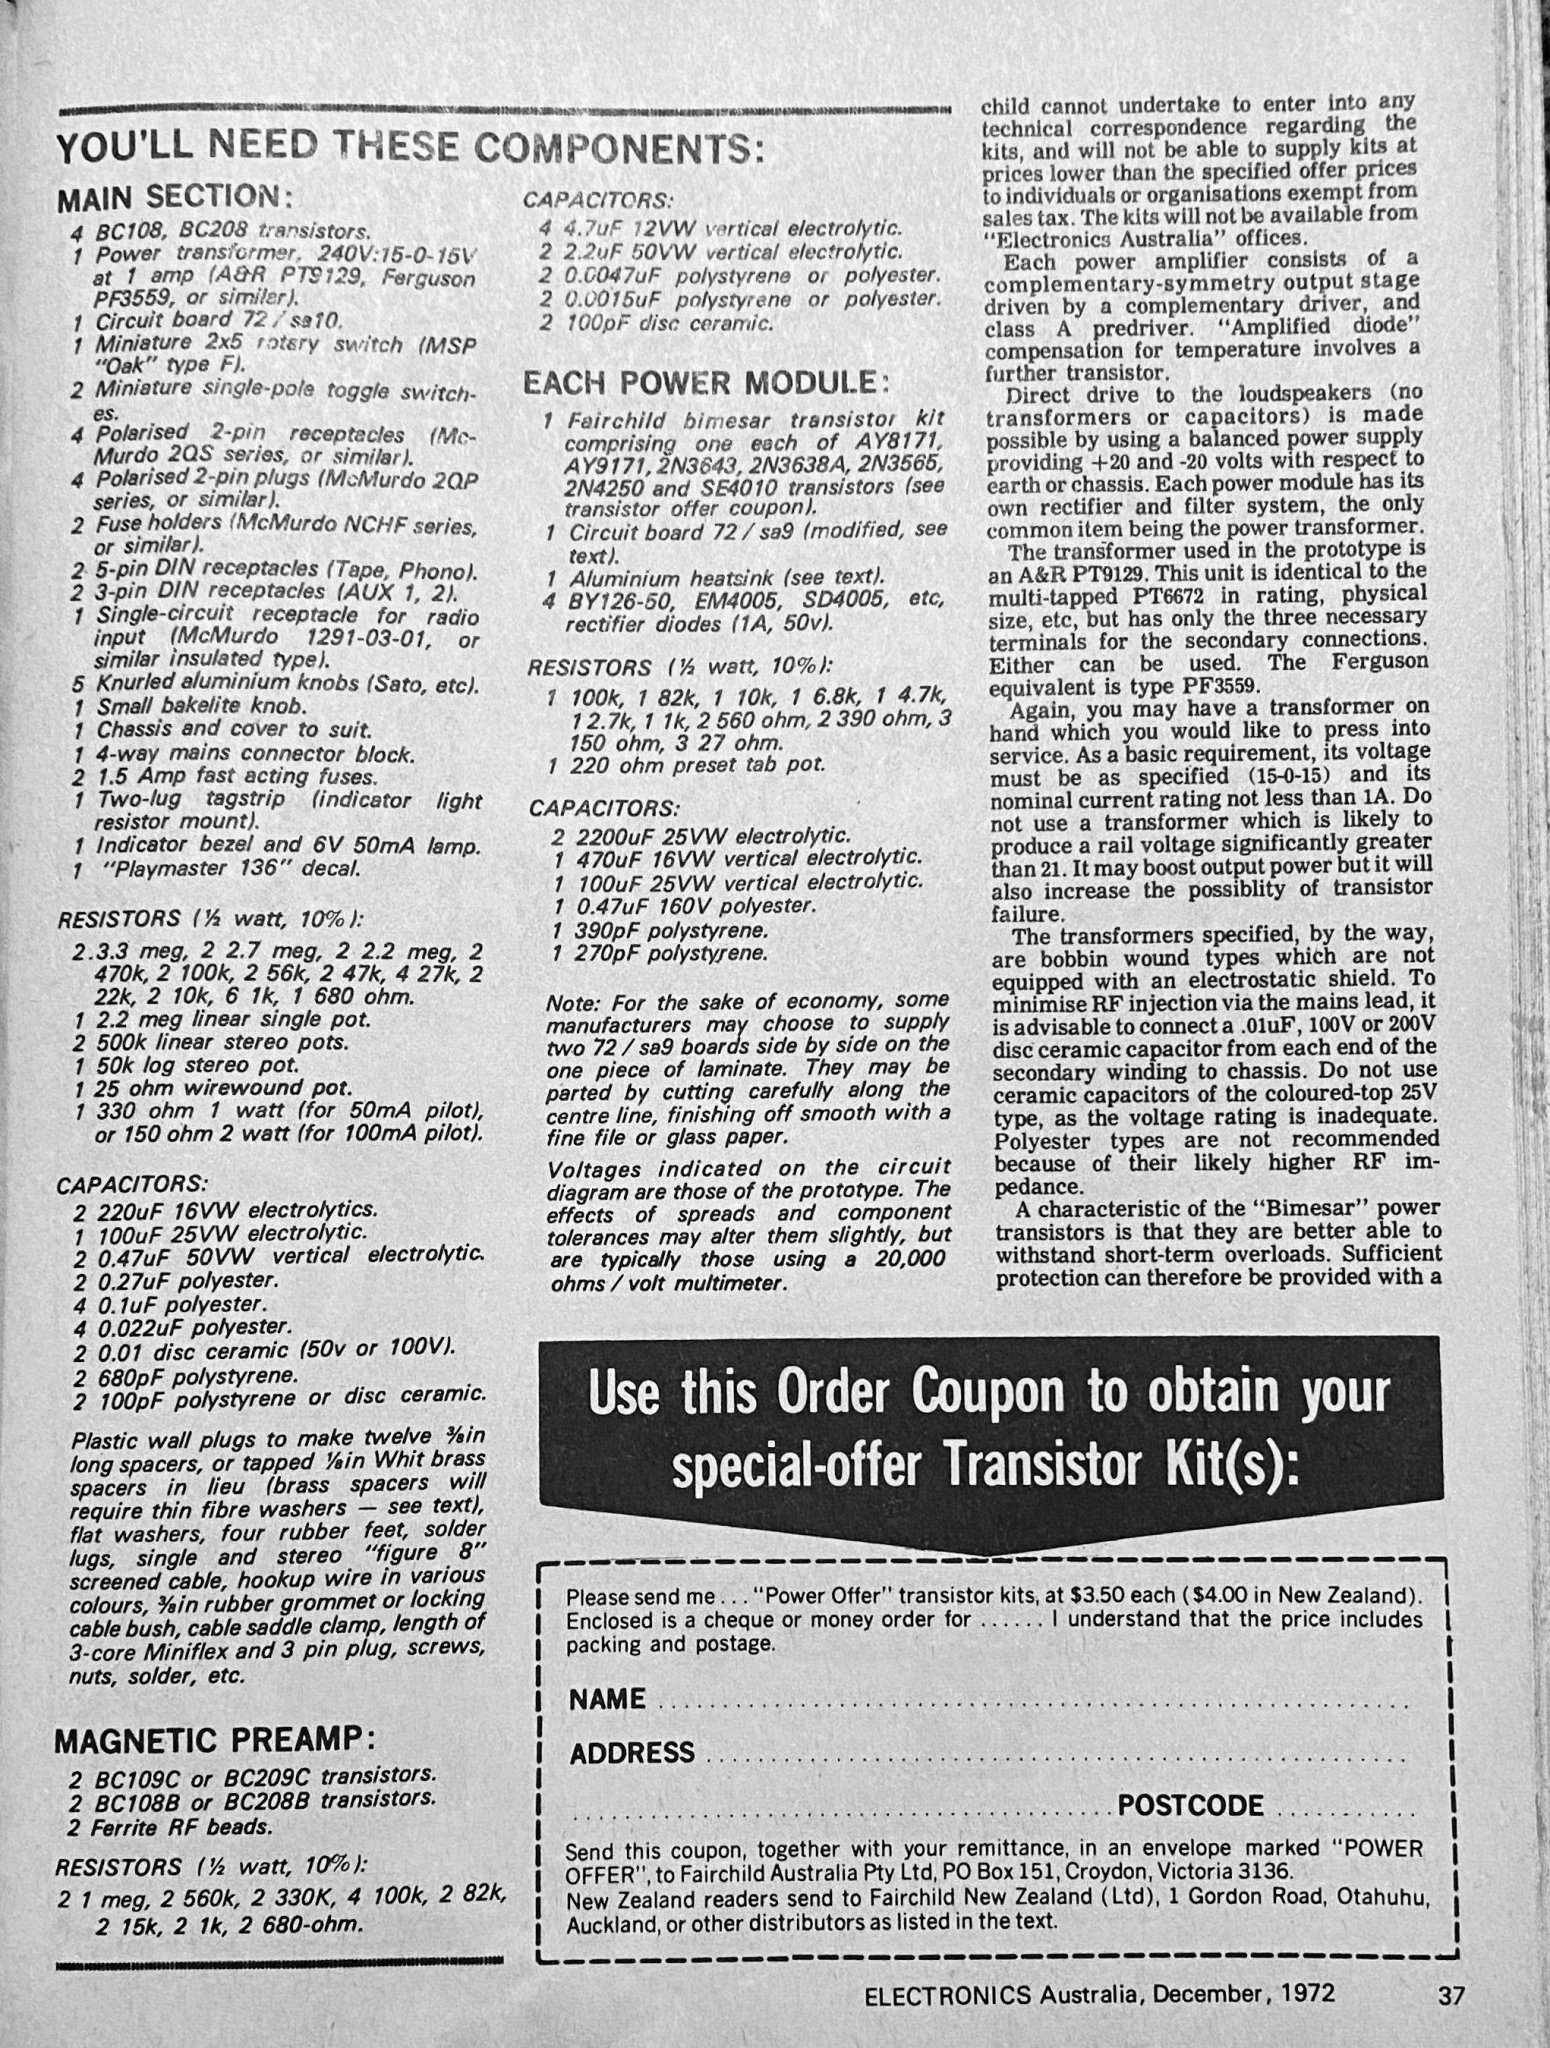 YOU'LL NEED THESE COMPONENTS:
MAIN SECTION:
4 BC108, BC208 transistors.
1 Power transformer, 240V:15-0-15V
at 1 amp (A&R PT9129, Ferguson
PF3559, or similar).
1 Circuit board 72/sa10.
1 Miniature 2x5 rotary switch (MSP
"Oak" type F).
2 Miniature single-pole toggle switch-
es.
4 Polarised 2-pin receptacles (Mc-
Murdo 2QS series, or similar).
4 Polarised 2-pin plugs (McMurdo 2QP
series, or similar).
2 Fuse holders (McMurdo NCHF series,
or similar).
2 5-pin DIN receptacles (Tape, Phono).
2 3-pin DIN receptacles (AUX 1, 2).
1 Single-circuit receptacle for radio
input (McMurdo 1291-03-01, or
similar insulated type).
5 Knurled aluminium knobs (Sato, etc).
1 Small bakelite knob.
1 Chassis and cover to suit.
1 4-way mains connector block.
2 1.5 Amp fast acting fuses.
1 Two-lug tagstrip (indicator light
resistor mount).
1 Indicator bezel and 6V 50mA lamp.
1 "Playmaster 136" decal.
RESISTORS (½ watt, 10%):
2.3.3 meg, 2 2.7 meg, 2 2.2 meg, 2
470k, 2 100k, 2 56k, 2 47k, 4 27k, 2
22k, 2 10k, 6 1k, 1 680 ohm.
1 2.2 meg linear single pot.
2 500k linear stereo pots.
1 50k log stereo pot.
1 25 ohm wirewound pot.
1 330 ohm 1 watt (for 50mA pilot),
or 150 ohm 2 watt (for 100mA pilot).
CAPACITORS:
2 220uF 16VW electrolytics.
1 100uF 25VW electrolytic.
2 0.47uF 50VW vertical electrolytic.
2 0.27uF polyester.
4 0.1uF polyester.
4 0.022uF polyester.
2 0.01 disc ceramic (50v or 100V).
2 680pF polystyrene.
2 100pF polystyrene or disc ceramic.
Plastic wall plugs to make twelve ⅜in
long spacers, or tapped ⅛in Whit brass
spacers in lieu (brass spacers will
require thin fibre washers — see text),
flat washers, four rubber feet, solder
lugs, single and stereo "figure 8"
screened cable, hookup wire in various
colours, ⅜in rubber grommet or locking
cable bush, cable saddle clamp, length of
3-core Miniflex and 3 pin plug, screws,
nuts, solder, etc.
MAGNETIC PREAMP:
2 BC109C or BC209C transistors.
2 BC108B or BC208B transistors.
2 Ferrite RF beads.
RESISTORS (½ watt, 10%):
2 1 meg, 2 560k, 2 330K, 4 100k, 2 82k,
2 15k, 2 1k, 2 680-ohm.
CAPACITORS:
4 4.7uF 12VW vertical electrolytic.
2 2.2uF 50VW vertical electrolytic.
2 0.0047uF polystyrene or polyester.
2 0.0015uF polystyrene or polyester.
2 100pF disc ceramic.
EACH POWER MODULE:
1 Fairchild bimesar transistor kit
comprising one each of AY8171,
AY9171, 2N3643, 2N3638A, 2N3565,
2N4250 and SE4010 transistors (see
transistor offer coupon).
1 Circuit board 72/sa9 (modified, see
text).
1 Aluminium heatsink (see text).
4 BY126-50, EM4005, SD4005, etc,
rectifier diodes (1A, 50v).
RESISTORS (½ watt, 10%):
1 100k, 1 82k, 1 10k, 1 6.8k, 1 4.7k,
1 2.7k, 1 1k, 2 560 ohm, 2 390 ohm, 3
150 ohm, 3 27 ohm.
1 220 ohm preset tab pot.
CAPACITORS:
2 2200uF 25VW electrolytic.
1 470uF 16VW vertical electrolytic.
1 100uF 25VW vertical electrolytic.
1 0.47uF 160V polyester.
1 390pF polystyrene.
1 270pF polystyrene.
Note: For the sake of economy, some
manufacturers may choose to supply
two 72/sa9 boards side by side on the
one piece of laminate. They may be
parted by cutting carefully along the
centre line, finishing off smooth with a
fine file or glass paper.
Voltages indicated on the circuit
diagram are those of the prototype. The
effects of spreads and component
tolerances may alter them slightly, but
are typically those using a 20,000
ohms/volt multimeter.
child cannot undertake to enter into any
technical correspondence regarding the
kits, and will not be able to supply kits at
prices lower than the specified offer prices
to individuals or organisations exempt from
sales tax. The kits will not be available from
"Electronics Australia" offices.
Each power amplifier consists of a
complementary-symmetry output stage
driven by a complementary driver, and
class A predriver. "Amplified diode"
compensation for temperature involves a
further transistor.
Direct drive to the loudspeakers (no
transformers or capacitors) is made
possible by using a balanced power supply
providing +20 and -20 volts with respect to
earth or chassis. Each power module has its
own rectifier and filter system, the only
common item being the power transformer.
The transformer used in the prototype is
an A&R PT9129. This unit is identical to the
multi-tapped PT6672 in rating, physical
size, etc, but has only the three necessary
terminals for the secondary connections.
Either can be used. The Ferguson
equivalent is type PF3559.
Again, you may have a transformer on
hand which you would like to press into
service. As a basic requirement, its voltage
must be as specified (15-0-15) and its
nominal current rating not less than 1A. Do
not use a transformer which is likely to
produce a rail voltage significantly greater
than 21. It may boost output power but it will
also increase the possiblity of transistor
failure.
The transformers specified, by the way,
are bobbin wound types which are not
equipped with an electrostatic shield. To
minimise RF injection via the mains lead, it
is advisable to connect a .01uF, 100V or 200V
disc ceramic capacitor from each end of the
secondary winding to chassis. Do not use
ceramic capacitors of the coloured-top 25V
type, as the voltage rating is inadequate.
Polyester types are not recommended
because of their likely higher RF im-
pedance.
A characteristic of the "Bimesar" power
transistors is that they are better able to
withstand short-term overloads. Sufficient
protection can therefore be provided with a
Use this Order Coupon to obtain your
special-offer Transistor Kit(s):
Please send me... "Power Offer" transistor kits, at $3.50 each ($4.00 in New Zealand).
Enclosed is a cheque or money order for ...... I understand that the price includes
packing and postage.
NAME
ADDRESS
POSTCODE
Send this coupon, together with your remittance, in an envelope marked "POWER
OFFER", to Fairchild Australia Pty Ltd, PO Box 151, Croydon, Victoria 3136.
New Zealand readers send to Fairchild New Zealand (Ltd), 1 Gordon Road, Otahuhu,
Auckland, or other distributors as listed in the text.
ELECTRONICS Australia, December, 1972 37